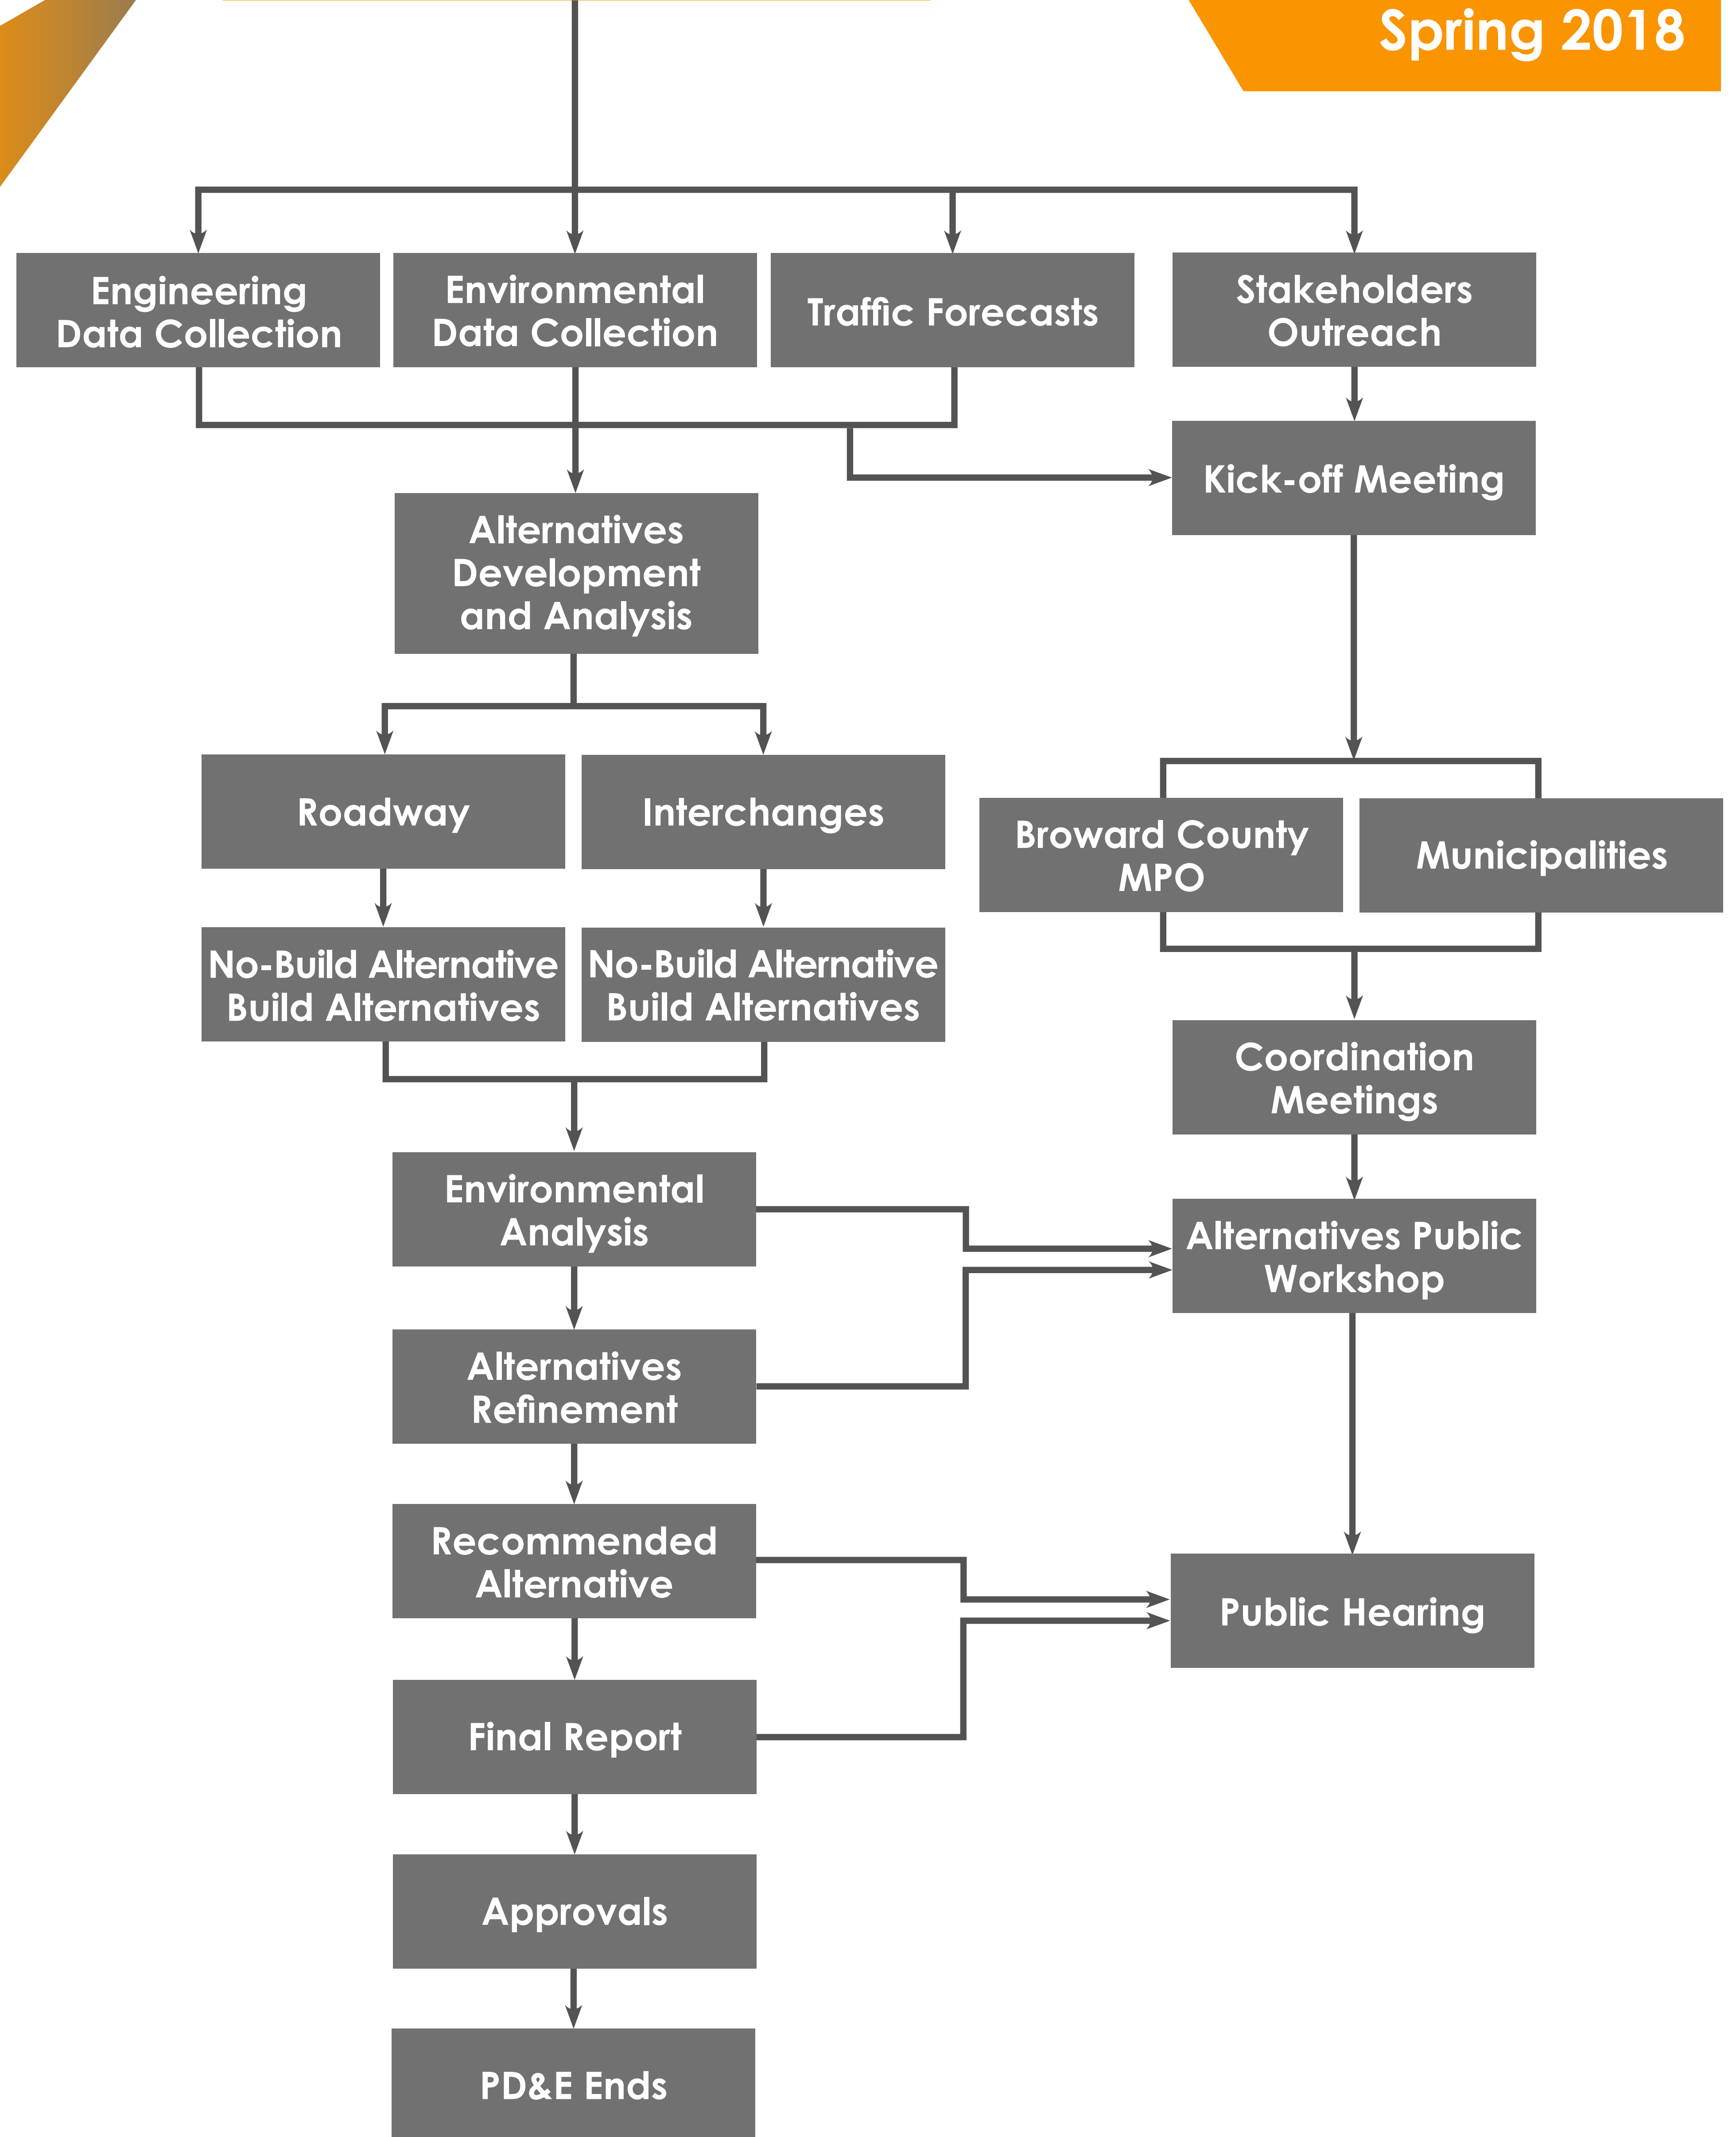 Spring 2018
Engineering
Data Collection
Environmental
Data Collection
Traffic Forecasts
Stakeholders
Outreach
Kick-off Meeting
Alternatives
Development
and Analysis
Roadway
Interchanges
Broward County
MPO
Municipalities
No-Build Alternative
Build Alternatives
No-Build Alternative
Build Alternatives
Coordination
Meetings
Environmental
Analysis
Alternatives Public
Workshop
Alternatives
Refinement
Recommended
Alternative
Public Hearing
Final Report
Approvals
PD&E Ends